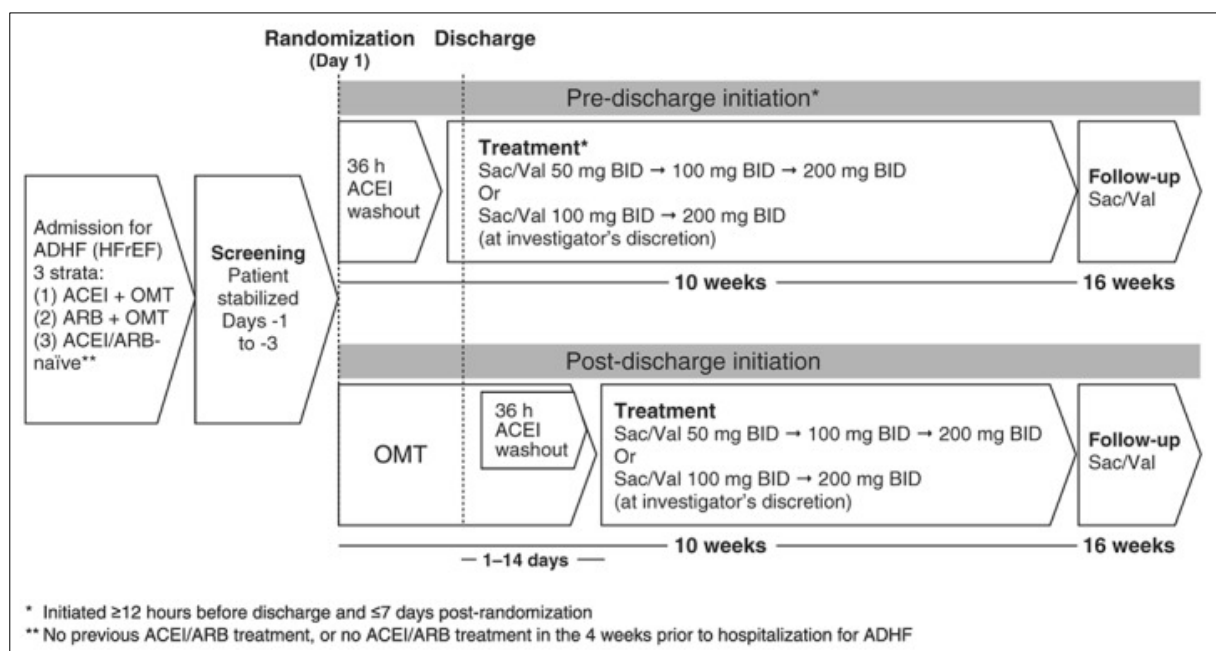 Randomization
(Day 1)
Discharge
Pre-discharge initiation*
36 h
ACEI
washout
Treatment*
Sac/Val 50 mg BID → 100 mg BID → 200 mg BID
Or
Sac/Val 100 mg BID → 200 mg BID
(at investigator's discretion)
Follow-up
Sac/Val
10 weeks
16 weeks
Admission for
ADHF (HFrEF)
3 strata:
(1) ACEI + OMT
(2) ARB + OMT
(3) ACEI/ARB-
naïve**
Screening
Patient
stabilized
Days -1
to -3
Post-discharge initiation
OMT
36 h
ACEI
washout
Treatment
Sac/Val 50 mg BID → 100 mg BID → 200 mg BID
Or
Sac/Val 100 mg BID → 200 mg BID
(at investigator's discretion)
Follow-up
Sac/Val
10 weeks
16 weeks
1–14 days
* Initiated ≥12 hours before discharge and ≤7 days post-randomization
** No previous ACEI/ARB treatment, or no ACEI/ARB treatment in the 4 weeks prior to hospitalization for ADHF